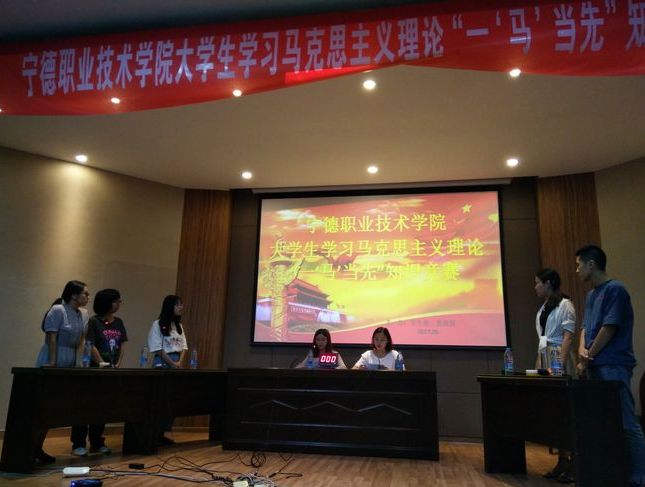 宁德职业技术学院大学生学习马克思主义理论“一‘马’当先”知
宁德职业技术学院
大学生学习马克思主义理论
“一‘马’当先”知识竞赛
000